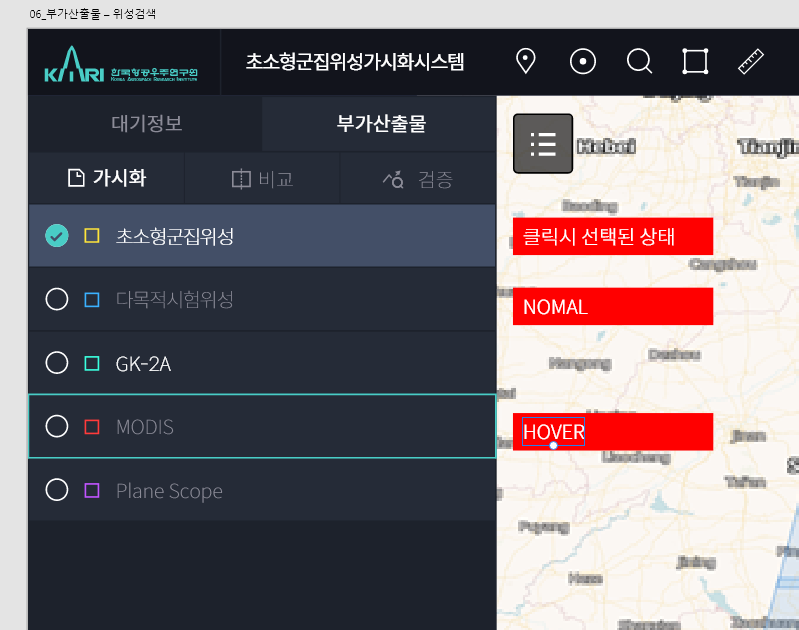 06_부가산출물 – 위성검색
KARI 한국항공우주연구원
KOREA AEROSPACE RESEARCH INSTITUTE
초소형군집위성가시화시스템
대기정보
부가산출물
가시화
비교
검증
초소형군집위성
다목적시험위성
GK-2A
MODIS
Plane Scope
클릭시 선택된 상태
NOMAL
HOVER
Hebei
Tianjin
Tianjin
Baoding
Cangzhou
Hengong
Dezhou
Jinan
Liaocheng
Tai'an
Puyang
Jining
Heze
Shangqiu